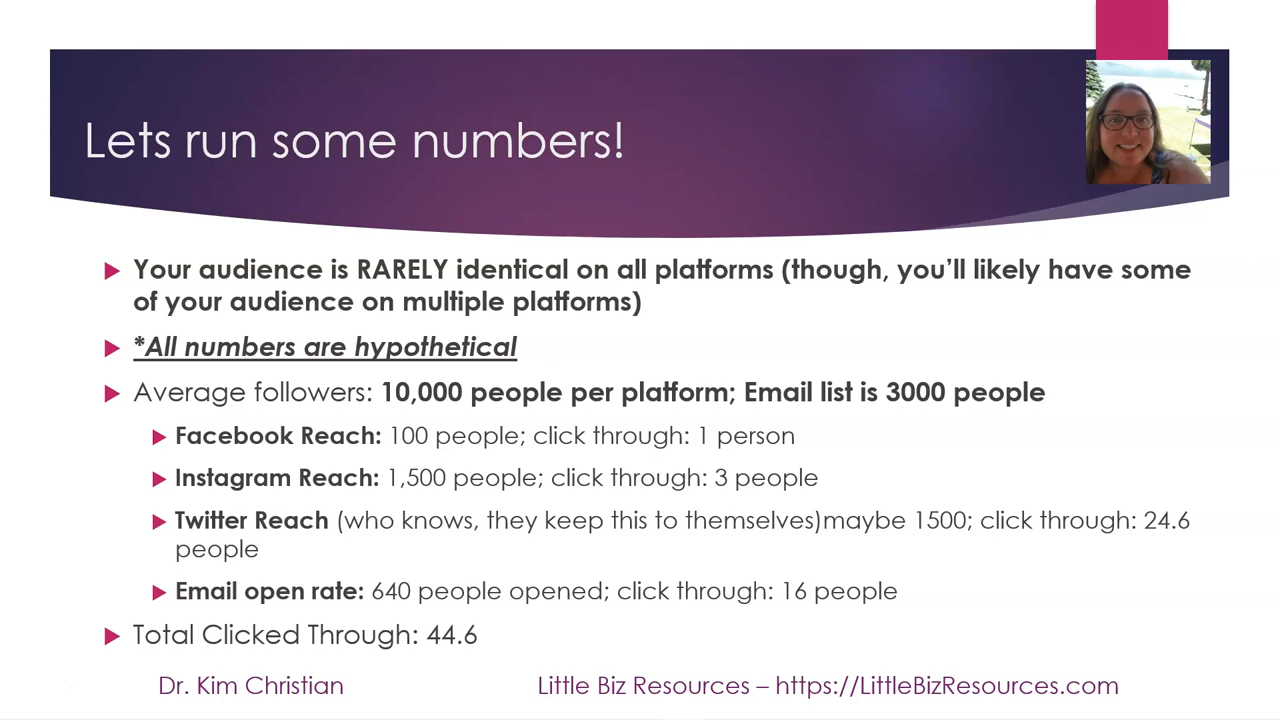 Lets run some numbers!
Your audience is RARELY identical on all platforms (though, you’ll likely have some
of your audience on multiple platforms)
*All numbers are hypothetical
Average followers: 10,000 people per platform; Email list is 3000 people
Facebook Reach: 100 people; click through: 1 person
Instagram Reach: 1,500 people; click through: 3 people
Twitter Reach (who knows, they keep this to themselves)maybe 1500; click through: 24.6
people
Email open rate: 640 people opened; click through: 16 people
Total Clicked Through: 44.6
Dr. Kim Christian Little Biz Resources – https://LittleBizResources.com